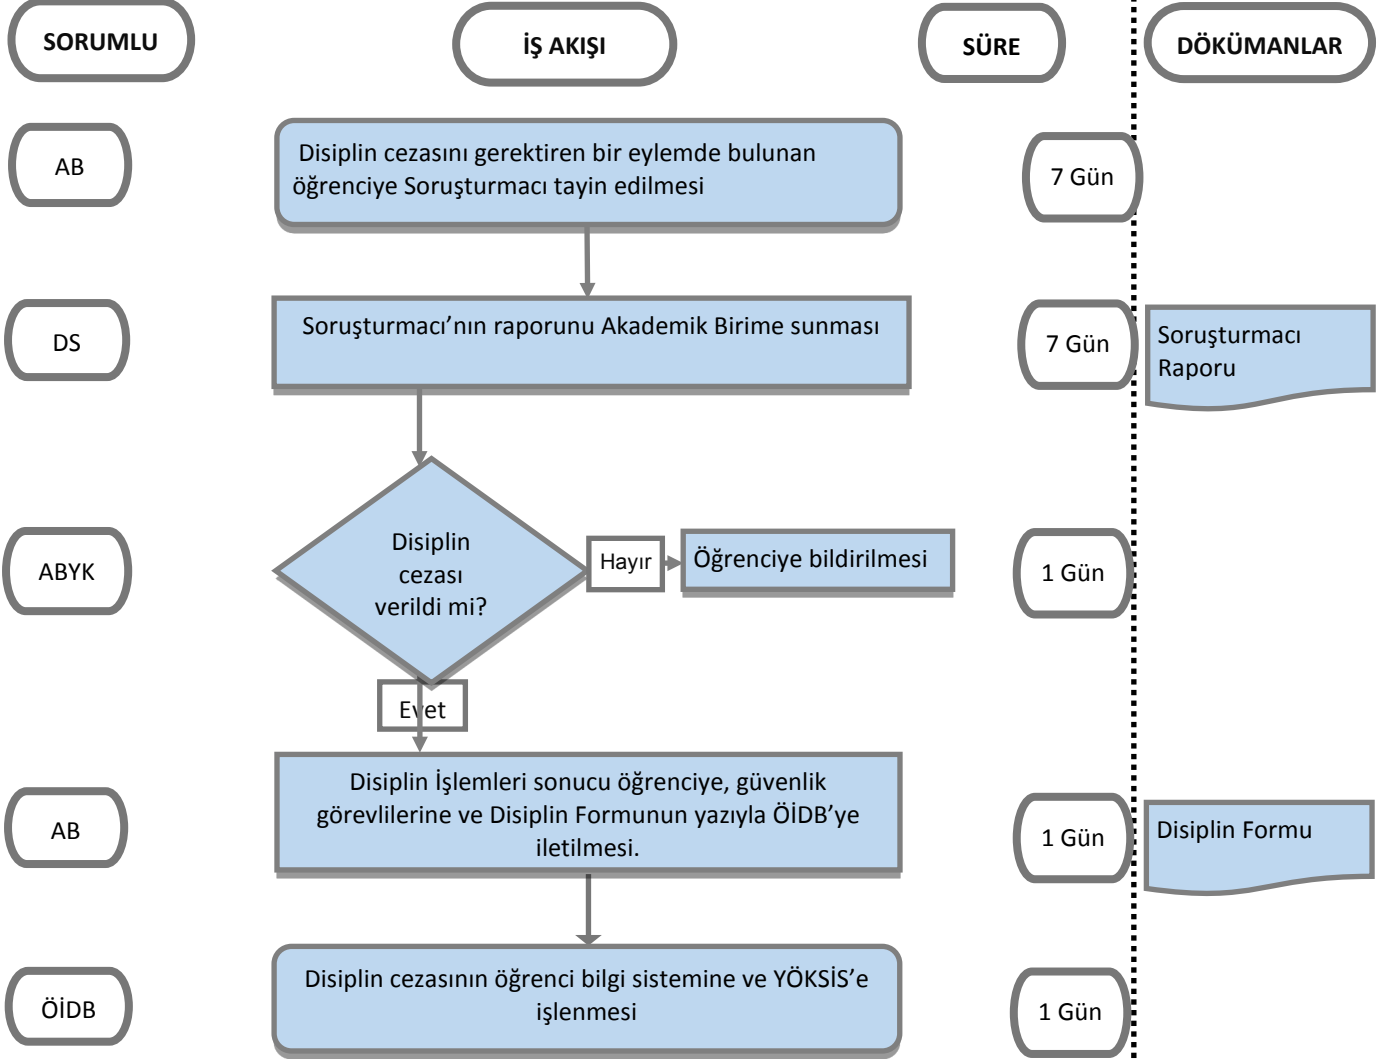 SORUMLU
İŞ AKIŞI
SÜRE
DÖKÜMANLAR
AB
Disiplin cezasını gerektiren bir eylemde bulunan
öğrenciye Soruşturmacı tayin edilmesi
7 Gün
DS
Soruşturmacı’nın raporunu Akademik Birime sunması
7 Gün
Soruşturmacı
Raporu
ABYK
Disiplin
cezası
verildi mi?
Hayır
Öğrenciye bildirilmesi
1 Gün
Evet
AB
Disiplin İşlemleri sonucu öğrenciye, güvenlik
görevlilerine ve Disiplin Formunun yazıyla ÖİDB’ye
iletilmesi.
1 Gün
Disiplin Formu
ÖİDB
Disiplin cezasının öğrenci bilgi sistemine ve YÖKSİS’e
işlenmesi
1 Gün